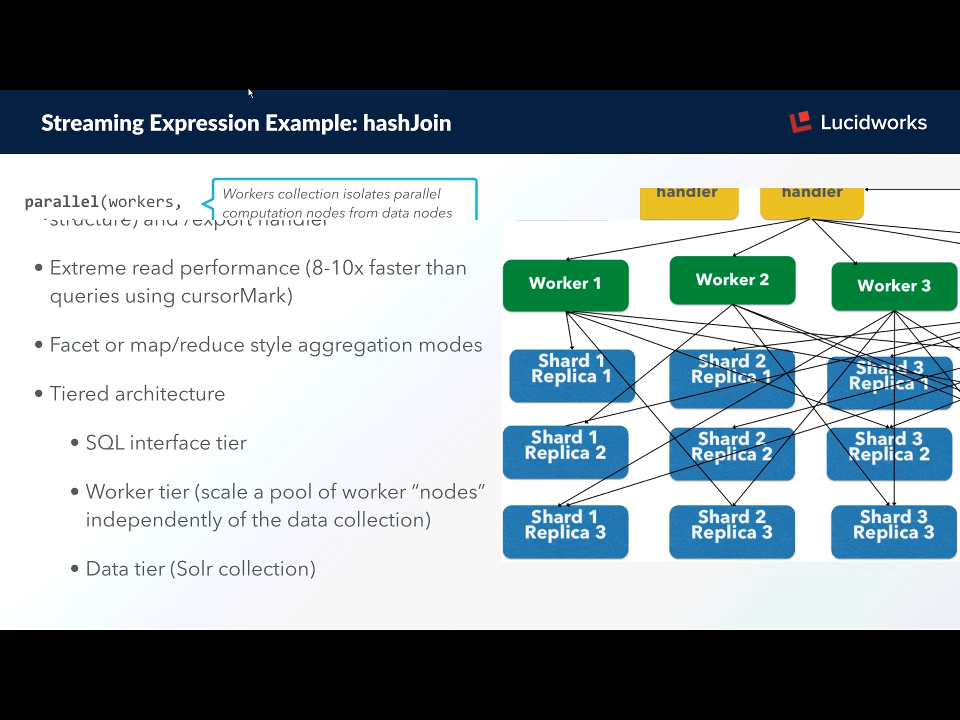 Streaming Expression Example: hashJoin
Lucidworks
parallel(workers,
Workers collection isolates parallel
computation nodes from data nodes
structure) and /export handler
• Extreme read performance (8-10x faster than
queries using cursorMark)
• Facet or map/reduce style aggregation modes
• Tiered architecture
• SQL interface tier
• Worker tier (scale a pool of worker “nodes”
independently of the data collection)
• Data tier (Solr collection)
handler
handler
Worker 1
Worker 2
Worker 3
Shard 1
Replica 1
Shard 2
Replica 1
Shard 3
Replica 1
Shard 1
Replica 2
Shard 2
Replica 2
Shard 3
Replica 2
Shard 1
Replica 3
Shard 2
Replica 3
Shard 3
Replica 3